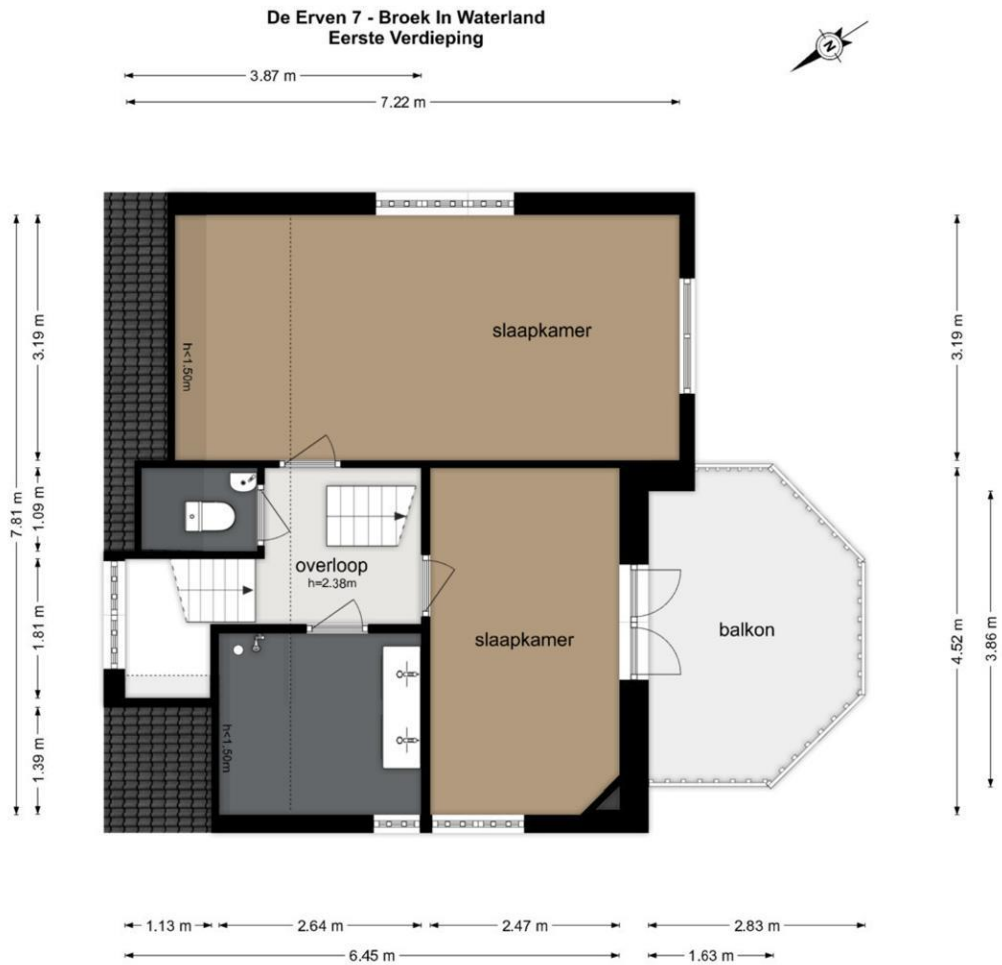 De Erven 7 - Broek In Waterland
Eerste Verdieping
N
3.87 m
7.22 m
3.19 m
7.81 m
1.09 m
1.81 m
1.39 m
h<1.50m
slaapkamer
overloop
h=2.38m
slaapkamer
balkon
h<1.50m
3.19 m
4.52 m
3.86 m
1.13 m
2.64 m
2.47 m
2.83 m
6.45 m
1.63 m